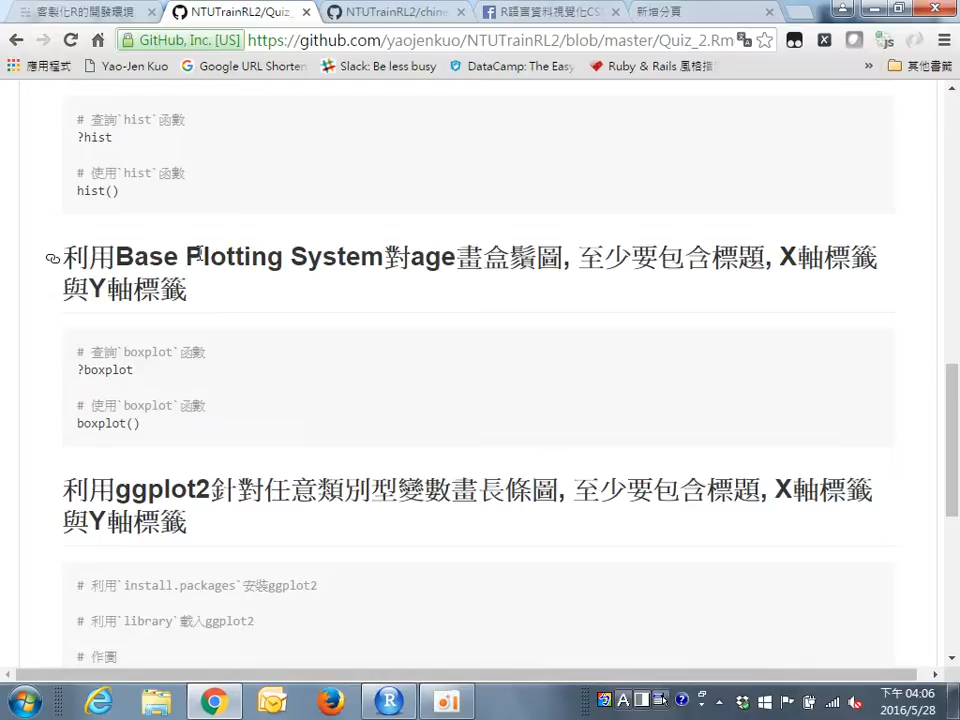 客製化R的開發環境
NTUTrainRL2/Quiz_
NTUTrainRL2/chine
R語言資料視覺化CS
新增分頁
GitHub, Inc. [US]
https://github.com/yaojenkuo/NTUTrainRL2/blob/master/Quiz_2.Rm
應用程式
Yao-Jen Kuo
Google URL Shorten
Slack: Be less busy
DataCamp: The Easy
Ruby & Rails 風格指
»
其他書籤
# 查詢`hist`函數
?hist
# 使用`hist`函數
hist()
利用Base Plotting System對age畫盒鬚圖, 至少要包含標題, X軸標籤
與Y軸標籤
# 查詢`boxplot`函數
?boxplot
# 使用`boxplot`函數
boxplot()
利用ggplot2針對任意類別型變數畫長條圖, 至少要包含標題, X軸標籤
與Y軸標籤
# 利用`install.packages`安裝ggplot2
# 利用`library`載入ggplot2
# 作圖
下午 04:06
2016/5/28